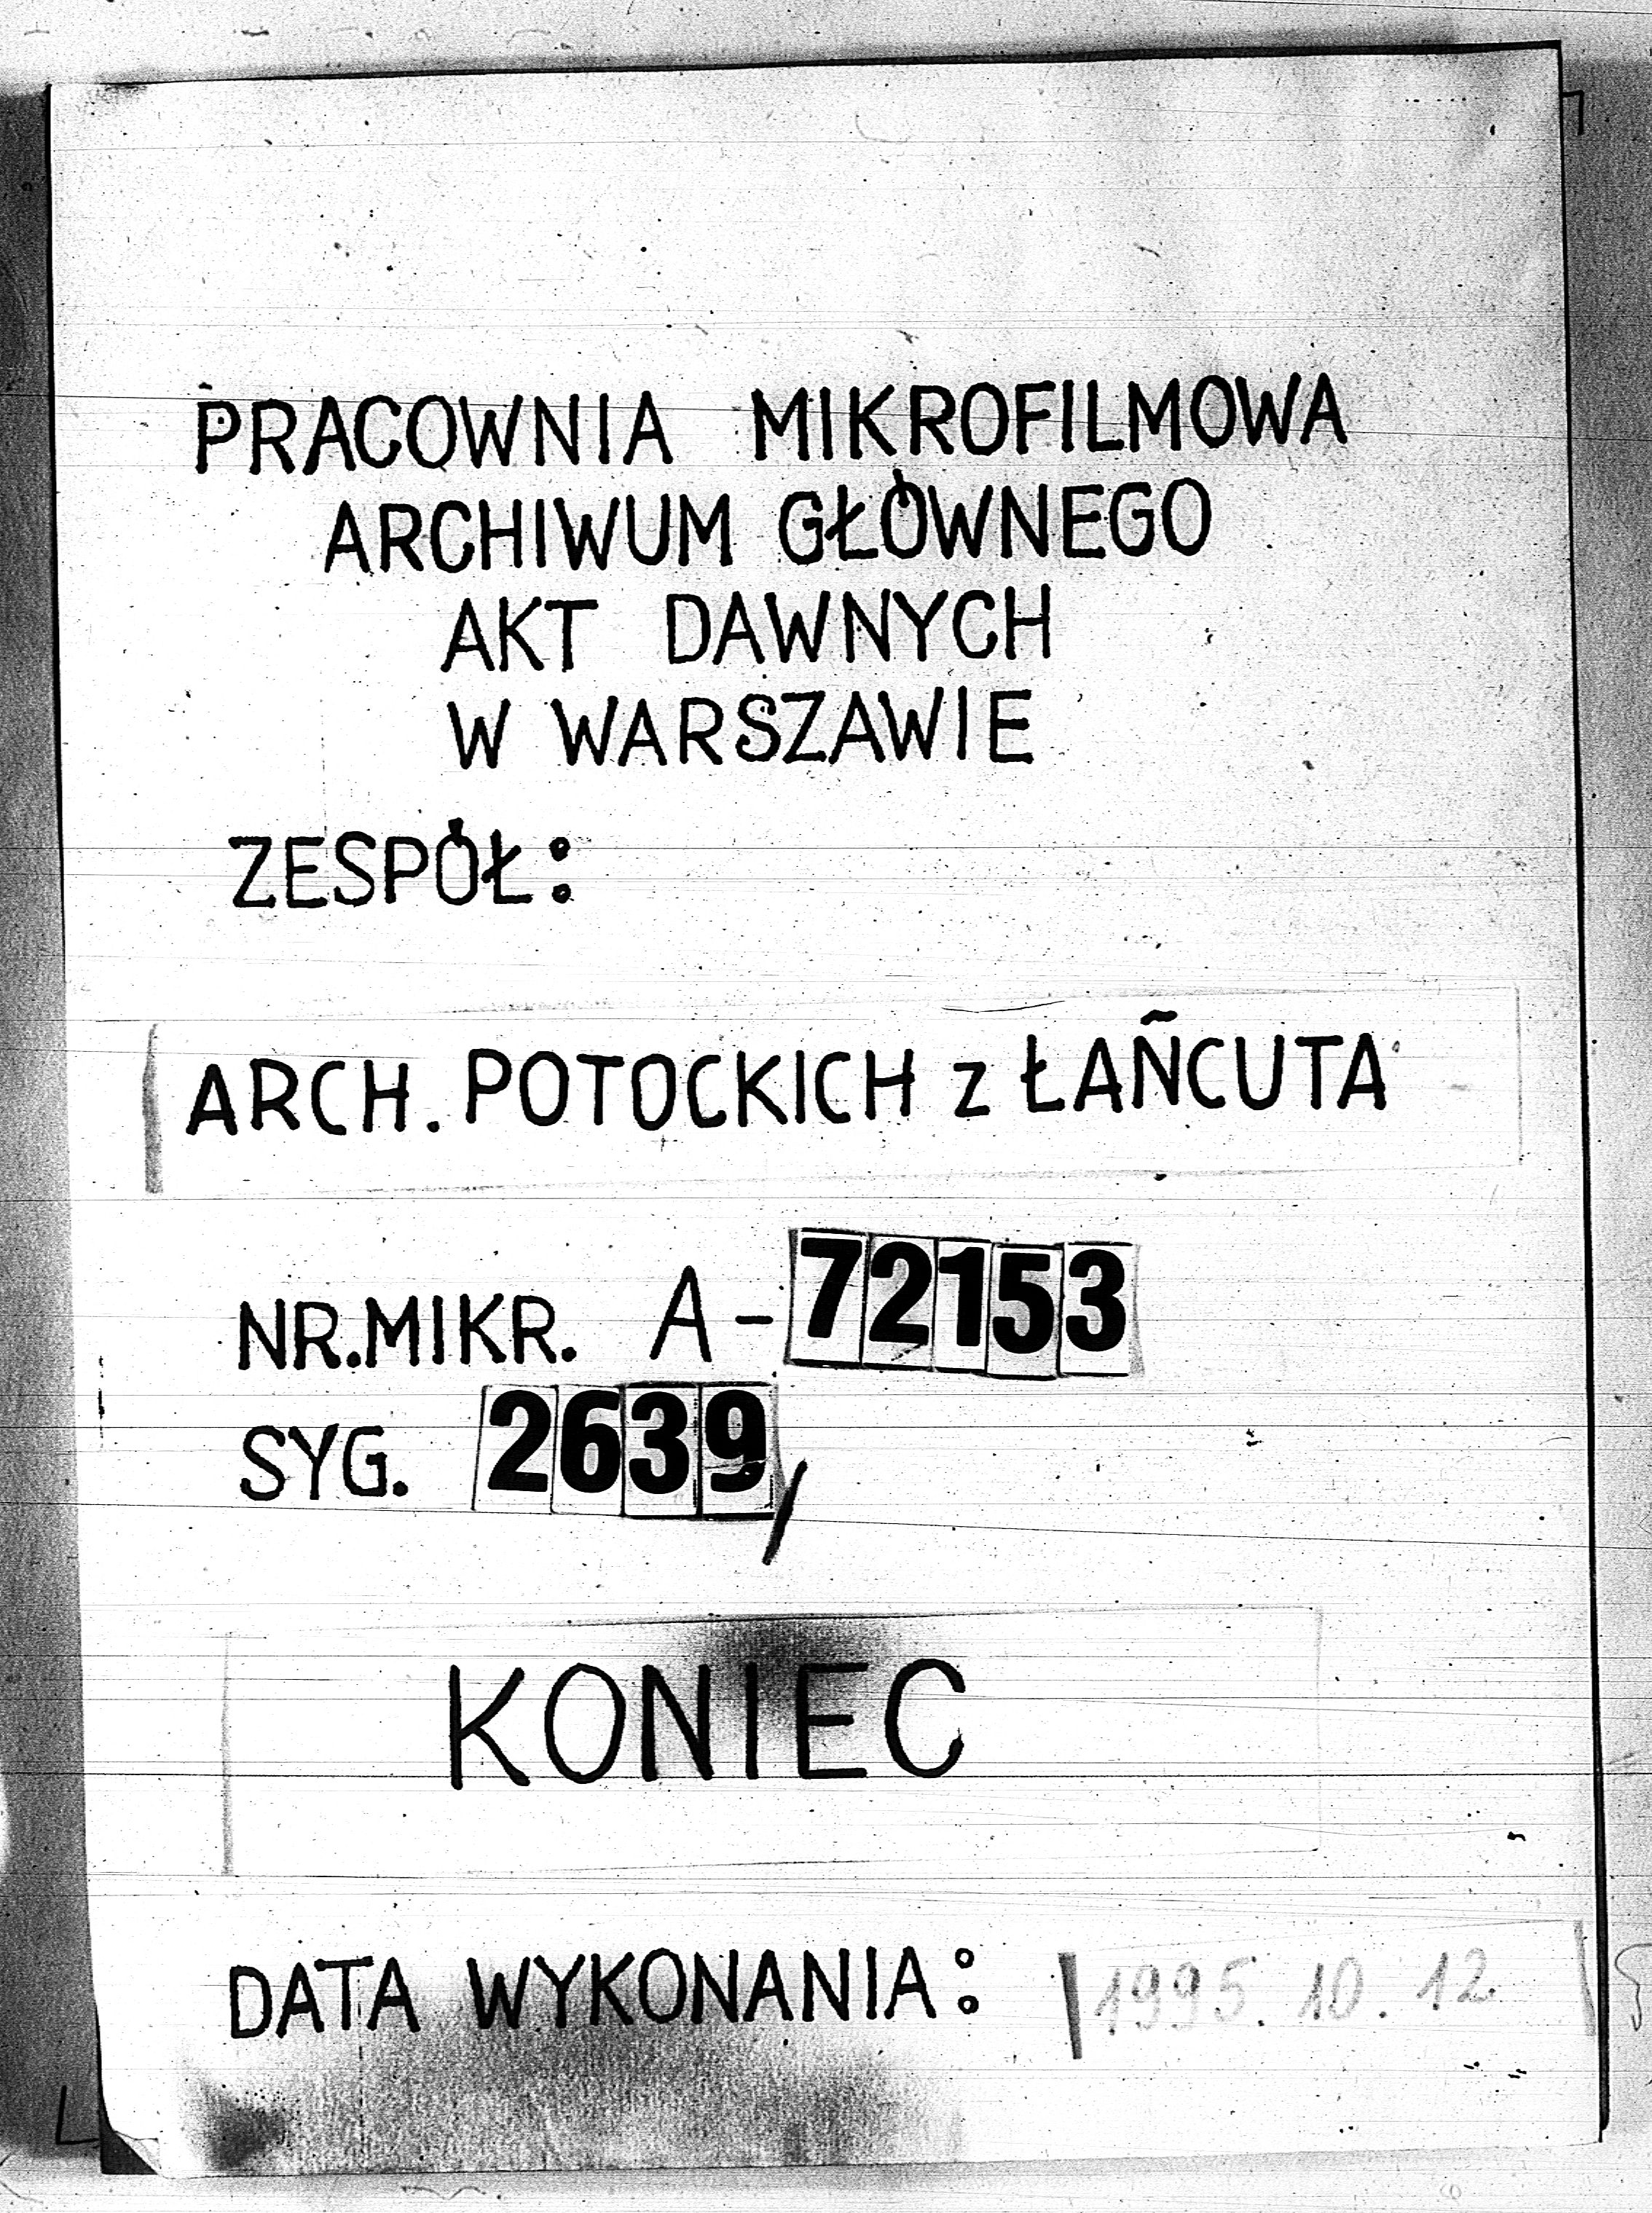 PRACOWNIA MIKROFILMOWA
ARCHIWUM GŁÓWNEGO
AKT DAWNYCH
W WARSZAWIE
ZESPÓŁ:
ARCH. POTOCKICH z ŁAŃCUTA
NR. MIKR. A-72153
SYG. 2639,
KONIEC
DATA WYKONANIA: 1995. 10. 12